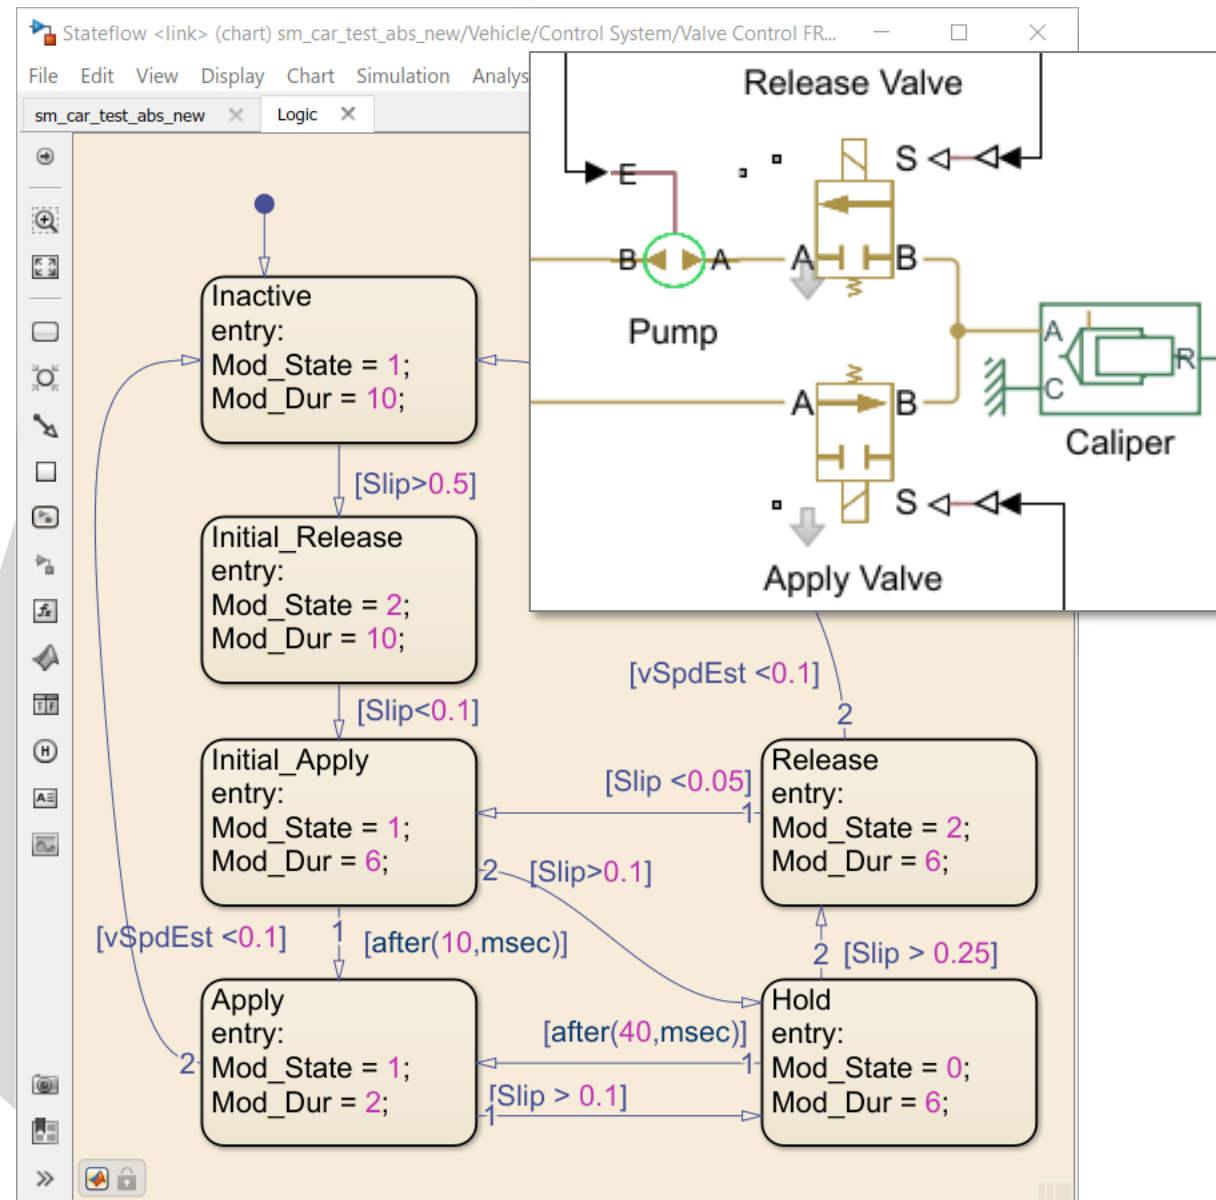 Stateflow <link> (chart) sm_car_test_abs_new/Vehicle/Control System/Valve Control FR...
File Edit View Display Chart Simulation Analys
sm_car_test_abs_new
Logic
Release Valve
E
S
B
A
A
B
Pump
A
B
A
C
R
Caliper
S
Apply Valve
Inactive
entry:
Mod_State = 1;
Mod_Dur = 10;
[Slip>0.5]
Initial_Release
entry:
Mod_State = 2;
Mod_Dur = 10;
[Slip<0.1]
[vSpdEst <0.1]
2
Initial_Apply
entry:
Mod_State = 1;
Mod_Dur = 6;
[Slip <0.05]
1
Release
entry:
Mod_State = 2;
Mod_Dur = 6;
2
[Slip>0.1]
[vSpdEst <0.1]
1
[after(10,msec)]
2
[Slip > 0.25]
Apply
entry:
Mod_State = 1;
Mod_Dur = 2;
2
[after(40,msec)]
1
[Slip > 0.1]
1
Hold
entry:
Mod_State = 0;
Mod_Dur = 6;